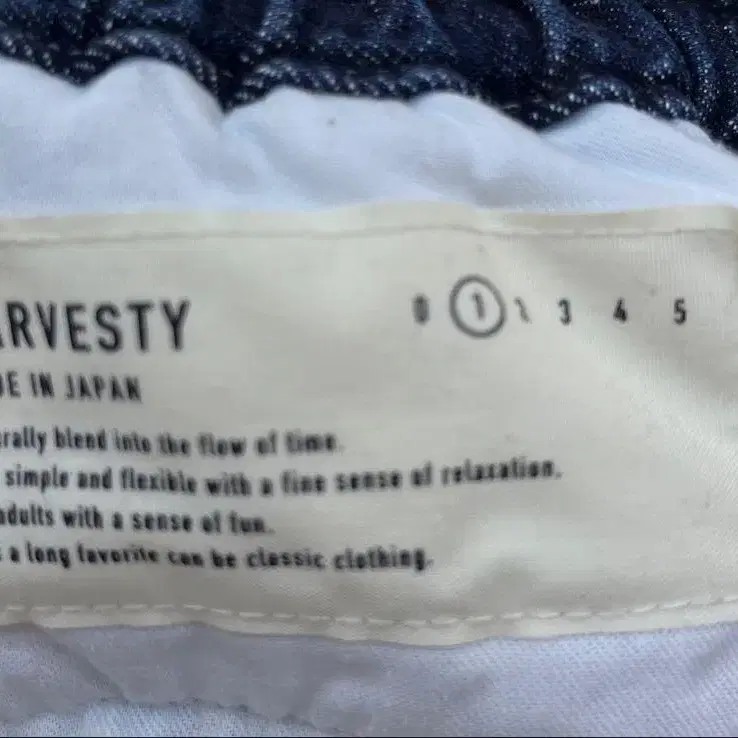 ARVESTY
0 1 2 3 4 5
DE IN JAPAN
rally blend into the flow of time.
simple and flexible with a fine sense of relaxation.
adults with a sense of fun.
s a long favorite can be classic clothing.